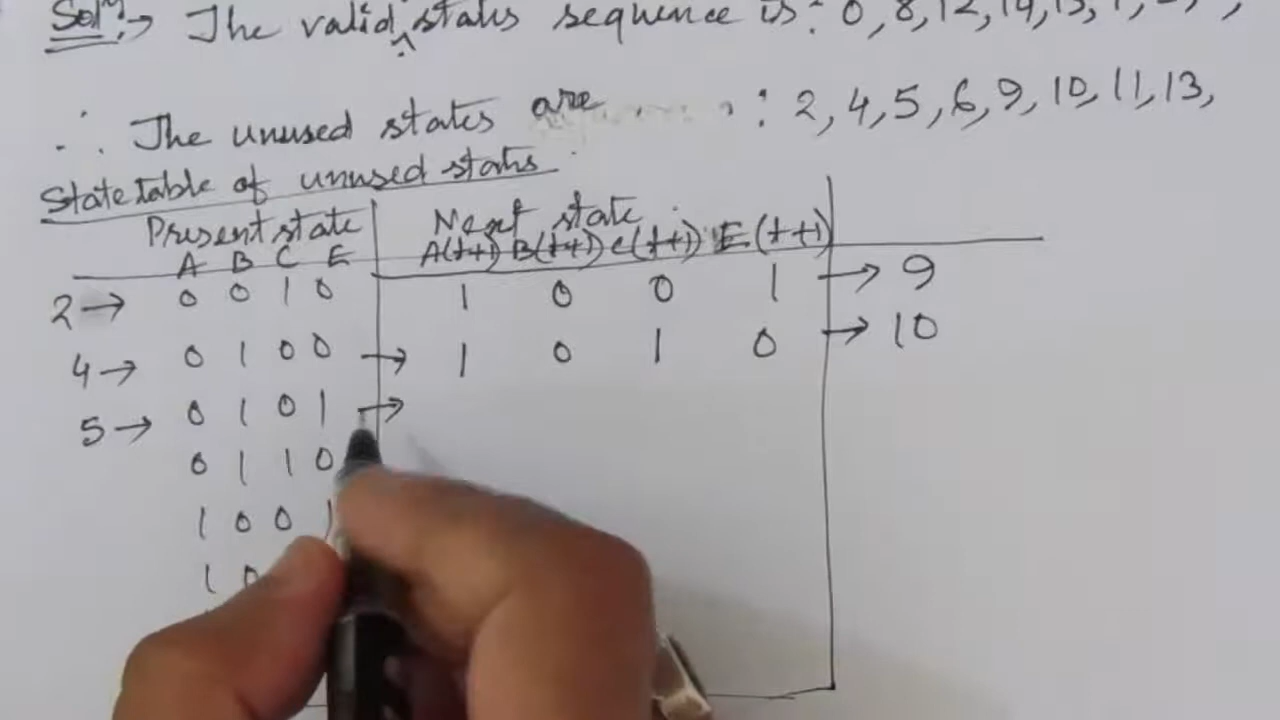 Solⁿ:→ The valid, states sequence is: 0, 8, 12, 14, 15, 7,
∴ The unused states are : 2, 4, 5, 6, 9, 10, 11, 13,
State table of unused states
Present state Next state
A B C E A(t+1) B(t+1) C(t+1) E(t+1)
2 → 0 0 1 0 1 0 0 1 → 9
4 → 0 1 0 0 → 1 0 1 0 → 10
5 → 0 1 0 1 →
0 1 1 0
1 0 0 1
1 0